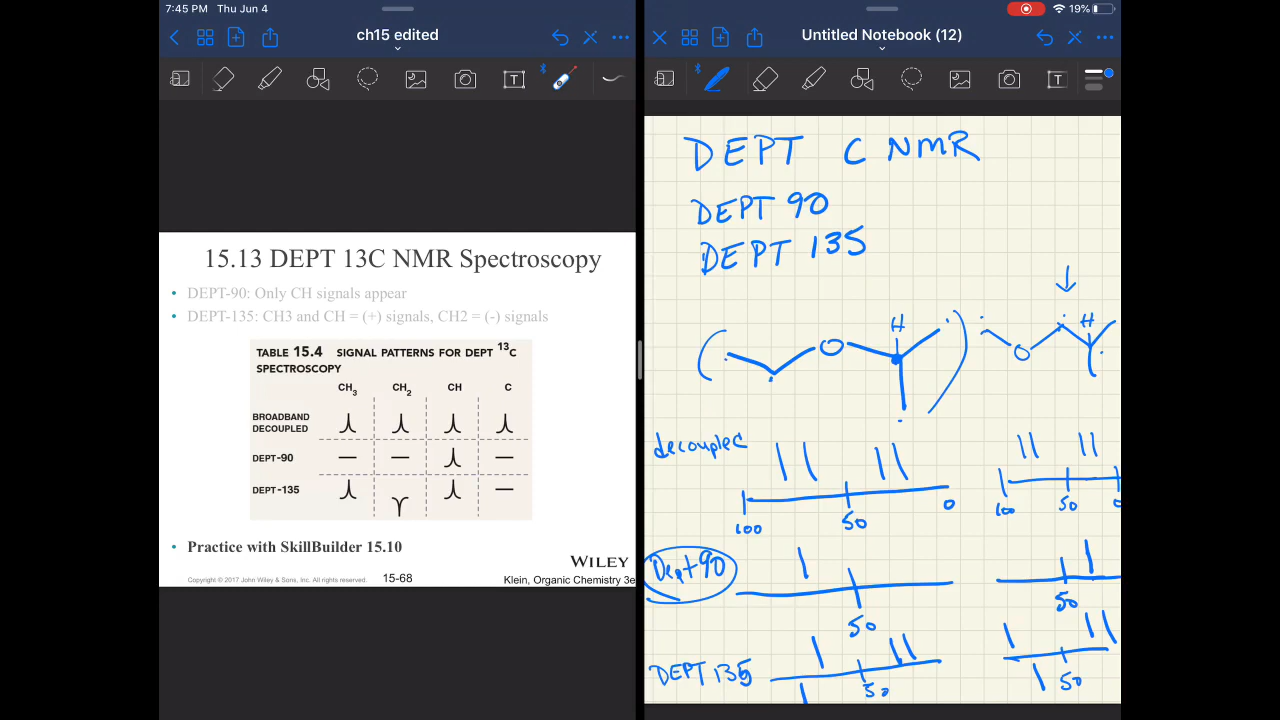 7:45 PM Thu Jun 4
19%
ch15 edited
Untitled Notebook (12)
T
T
15.13 DEPT 13C NMR Spectroscopy
• DEPT-90: Only CH signals appear
• DEPT-135: CH3 and CH = (+) signals, CH2 = (-) signals
TABLE 15.4 SIGNAL PATTERNS FOR DEPT 13C
SPECTROSCOPY
CH3 CH2 CH C
BROADBAND
DECOUPLED
DEPT-90
DEPT-135
• Practice with SkillBuilder 15.10
WILEY
Copyright © 2017 John Wiley & Sons, Inc. All rights reserved. 15-68 Klein, Organic Chemistry 3e
DEPT C NMR
DEPT 90
DEPT 135
H H
O O
decoupled
100 50 0 100 50 0
Dept 90
50 50
DEPT 135
50 50